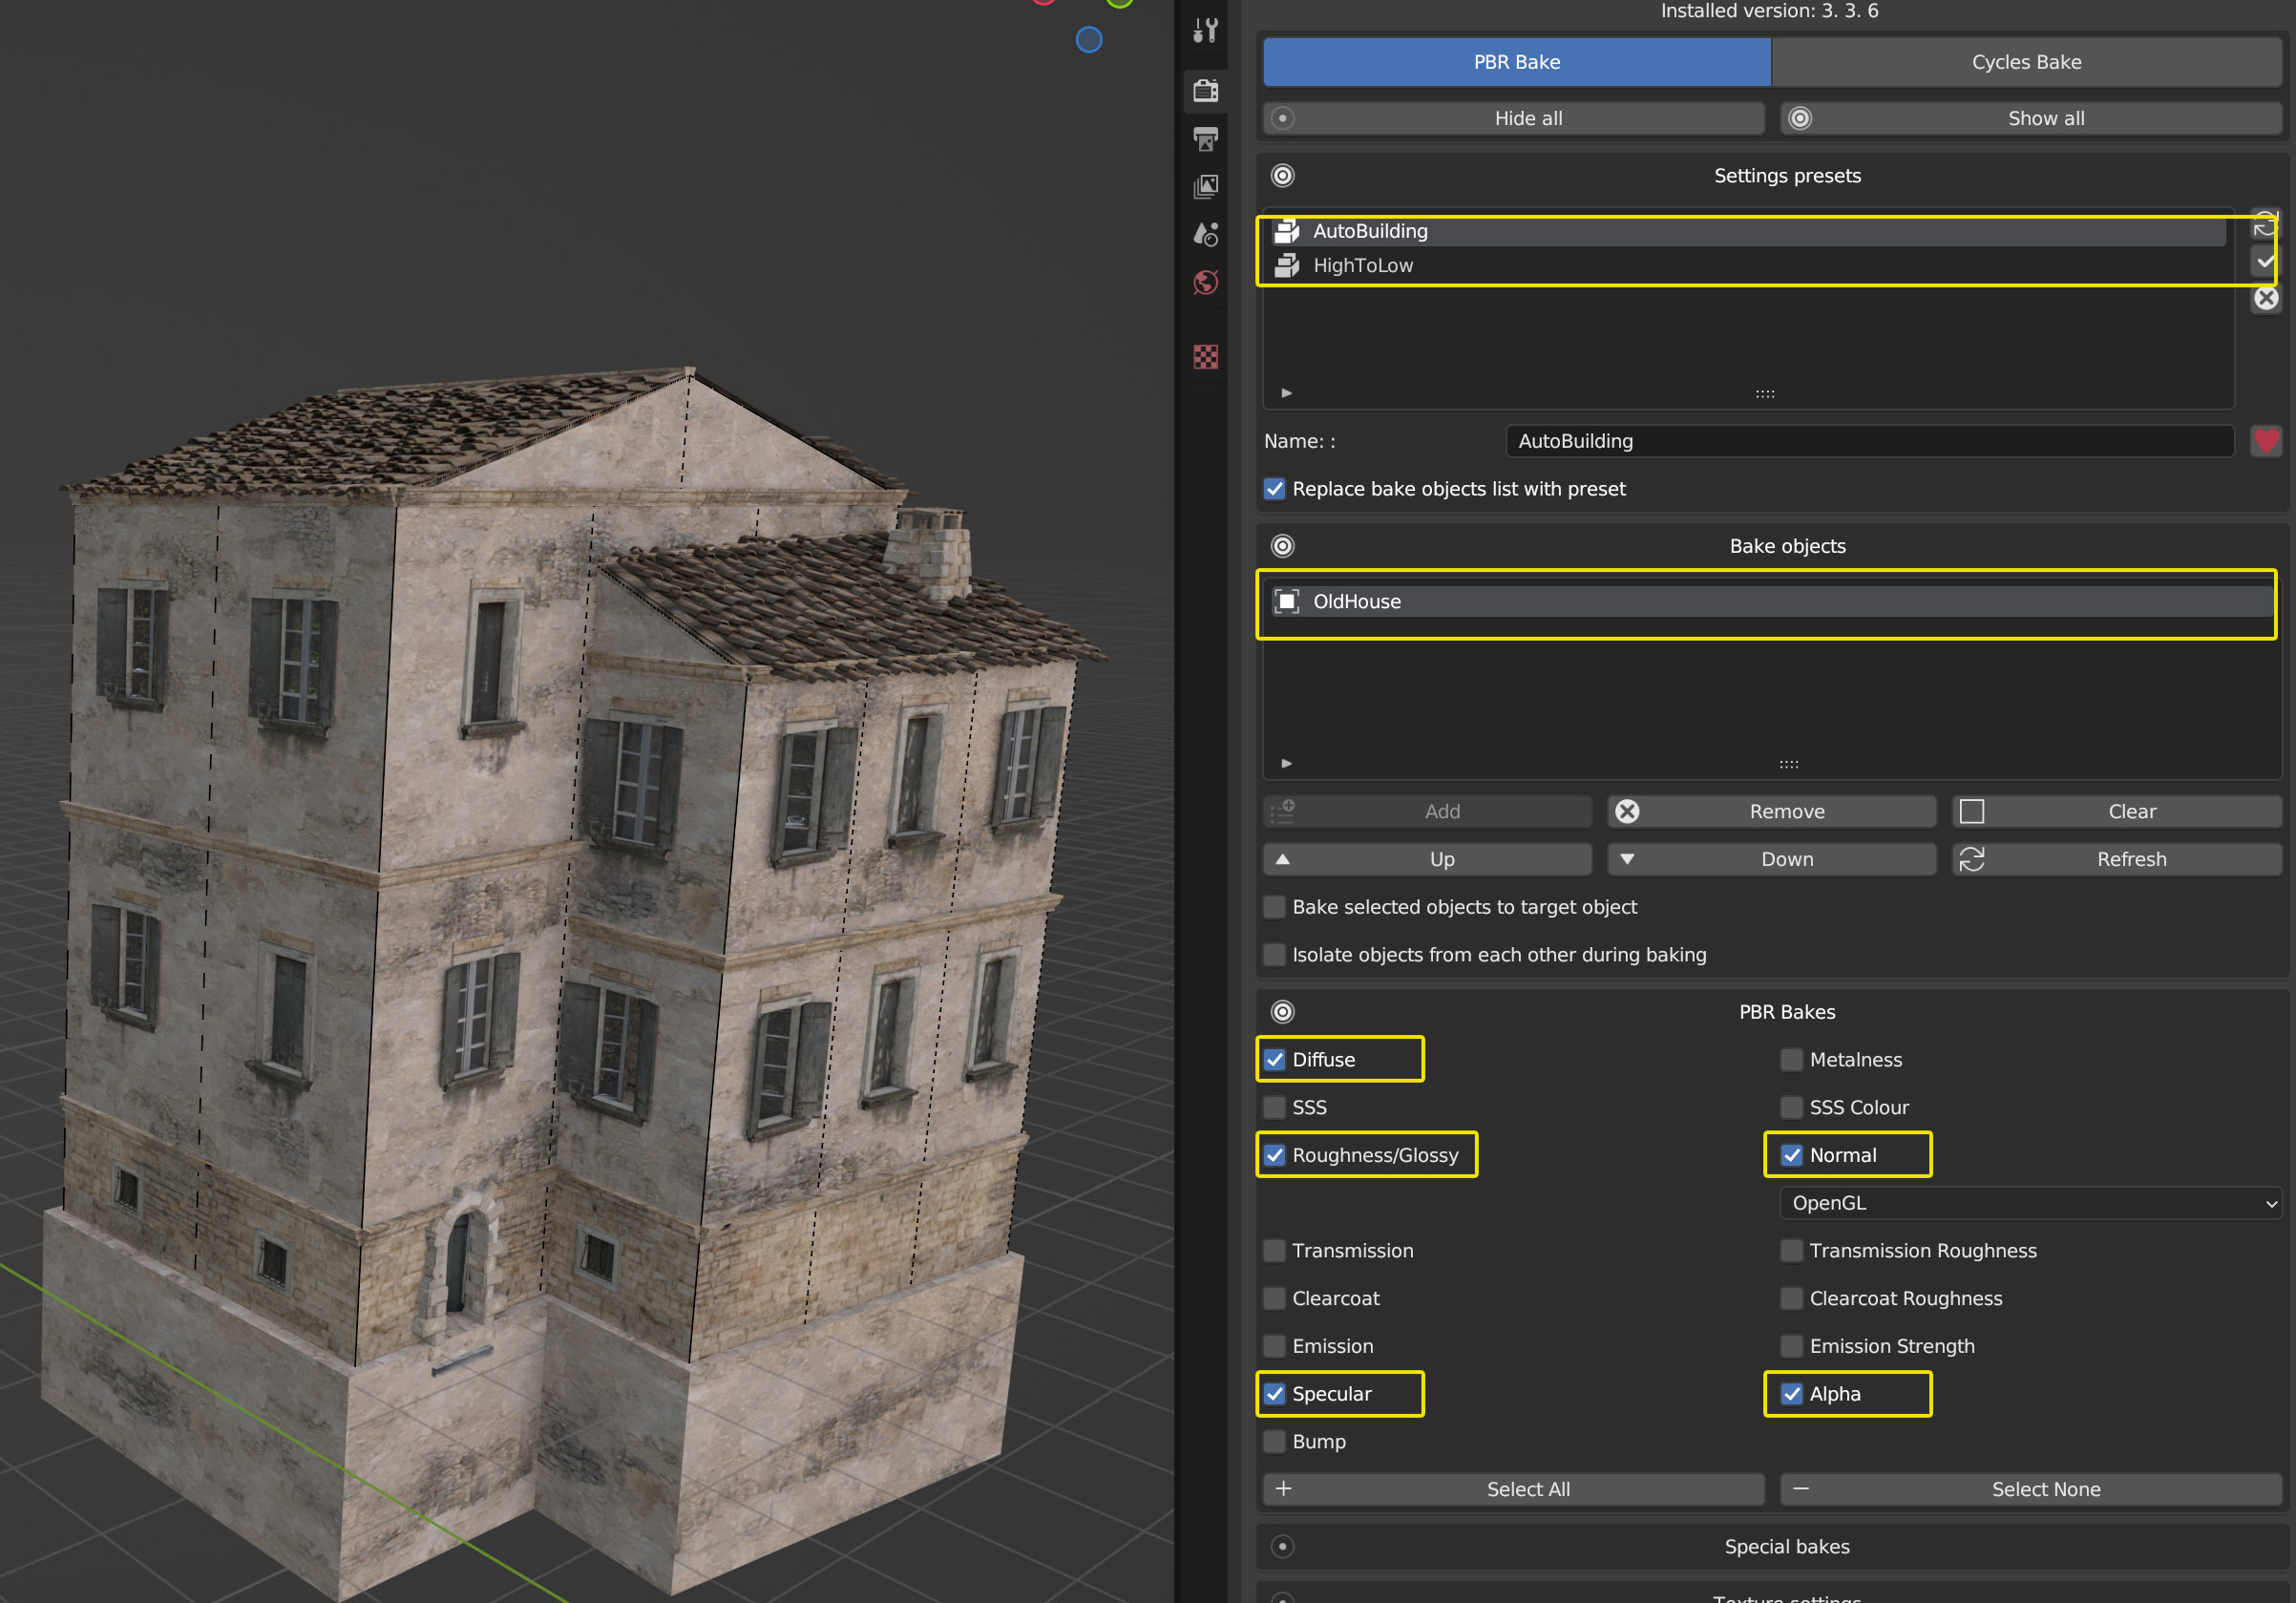 Installed version: 3. 3. 6
PBR Bake
Cycles Bake
Hide all
Show all
Settings presets
AutoBuilding
HighToLow
Name: :
AutoBuilding
Replace bake objects list with preset
Bake objects
OldHouse
Add
Remove
Clear
Up
Down
Refresh
Bake selected objects to target object
Isolate objects from each other during baking
PBR Bakes
Diffuse
Metalness
SSS
SSS Colour
Roughness/Glossy
Normal
OpenGL
Transmission
Transmission Roughness
Clearcoat
Clearcoat Roughness
Emission
Emission Strength
Specular
Alpha
Bump
Select All
Select None
Special bakes
Texture settings